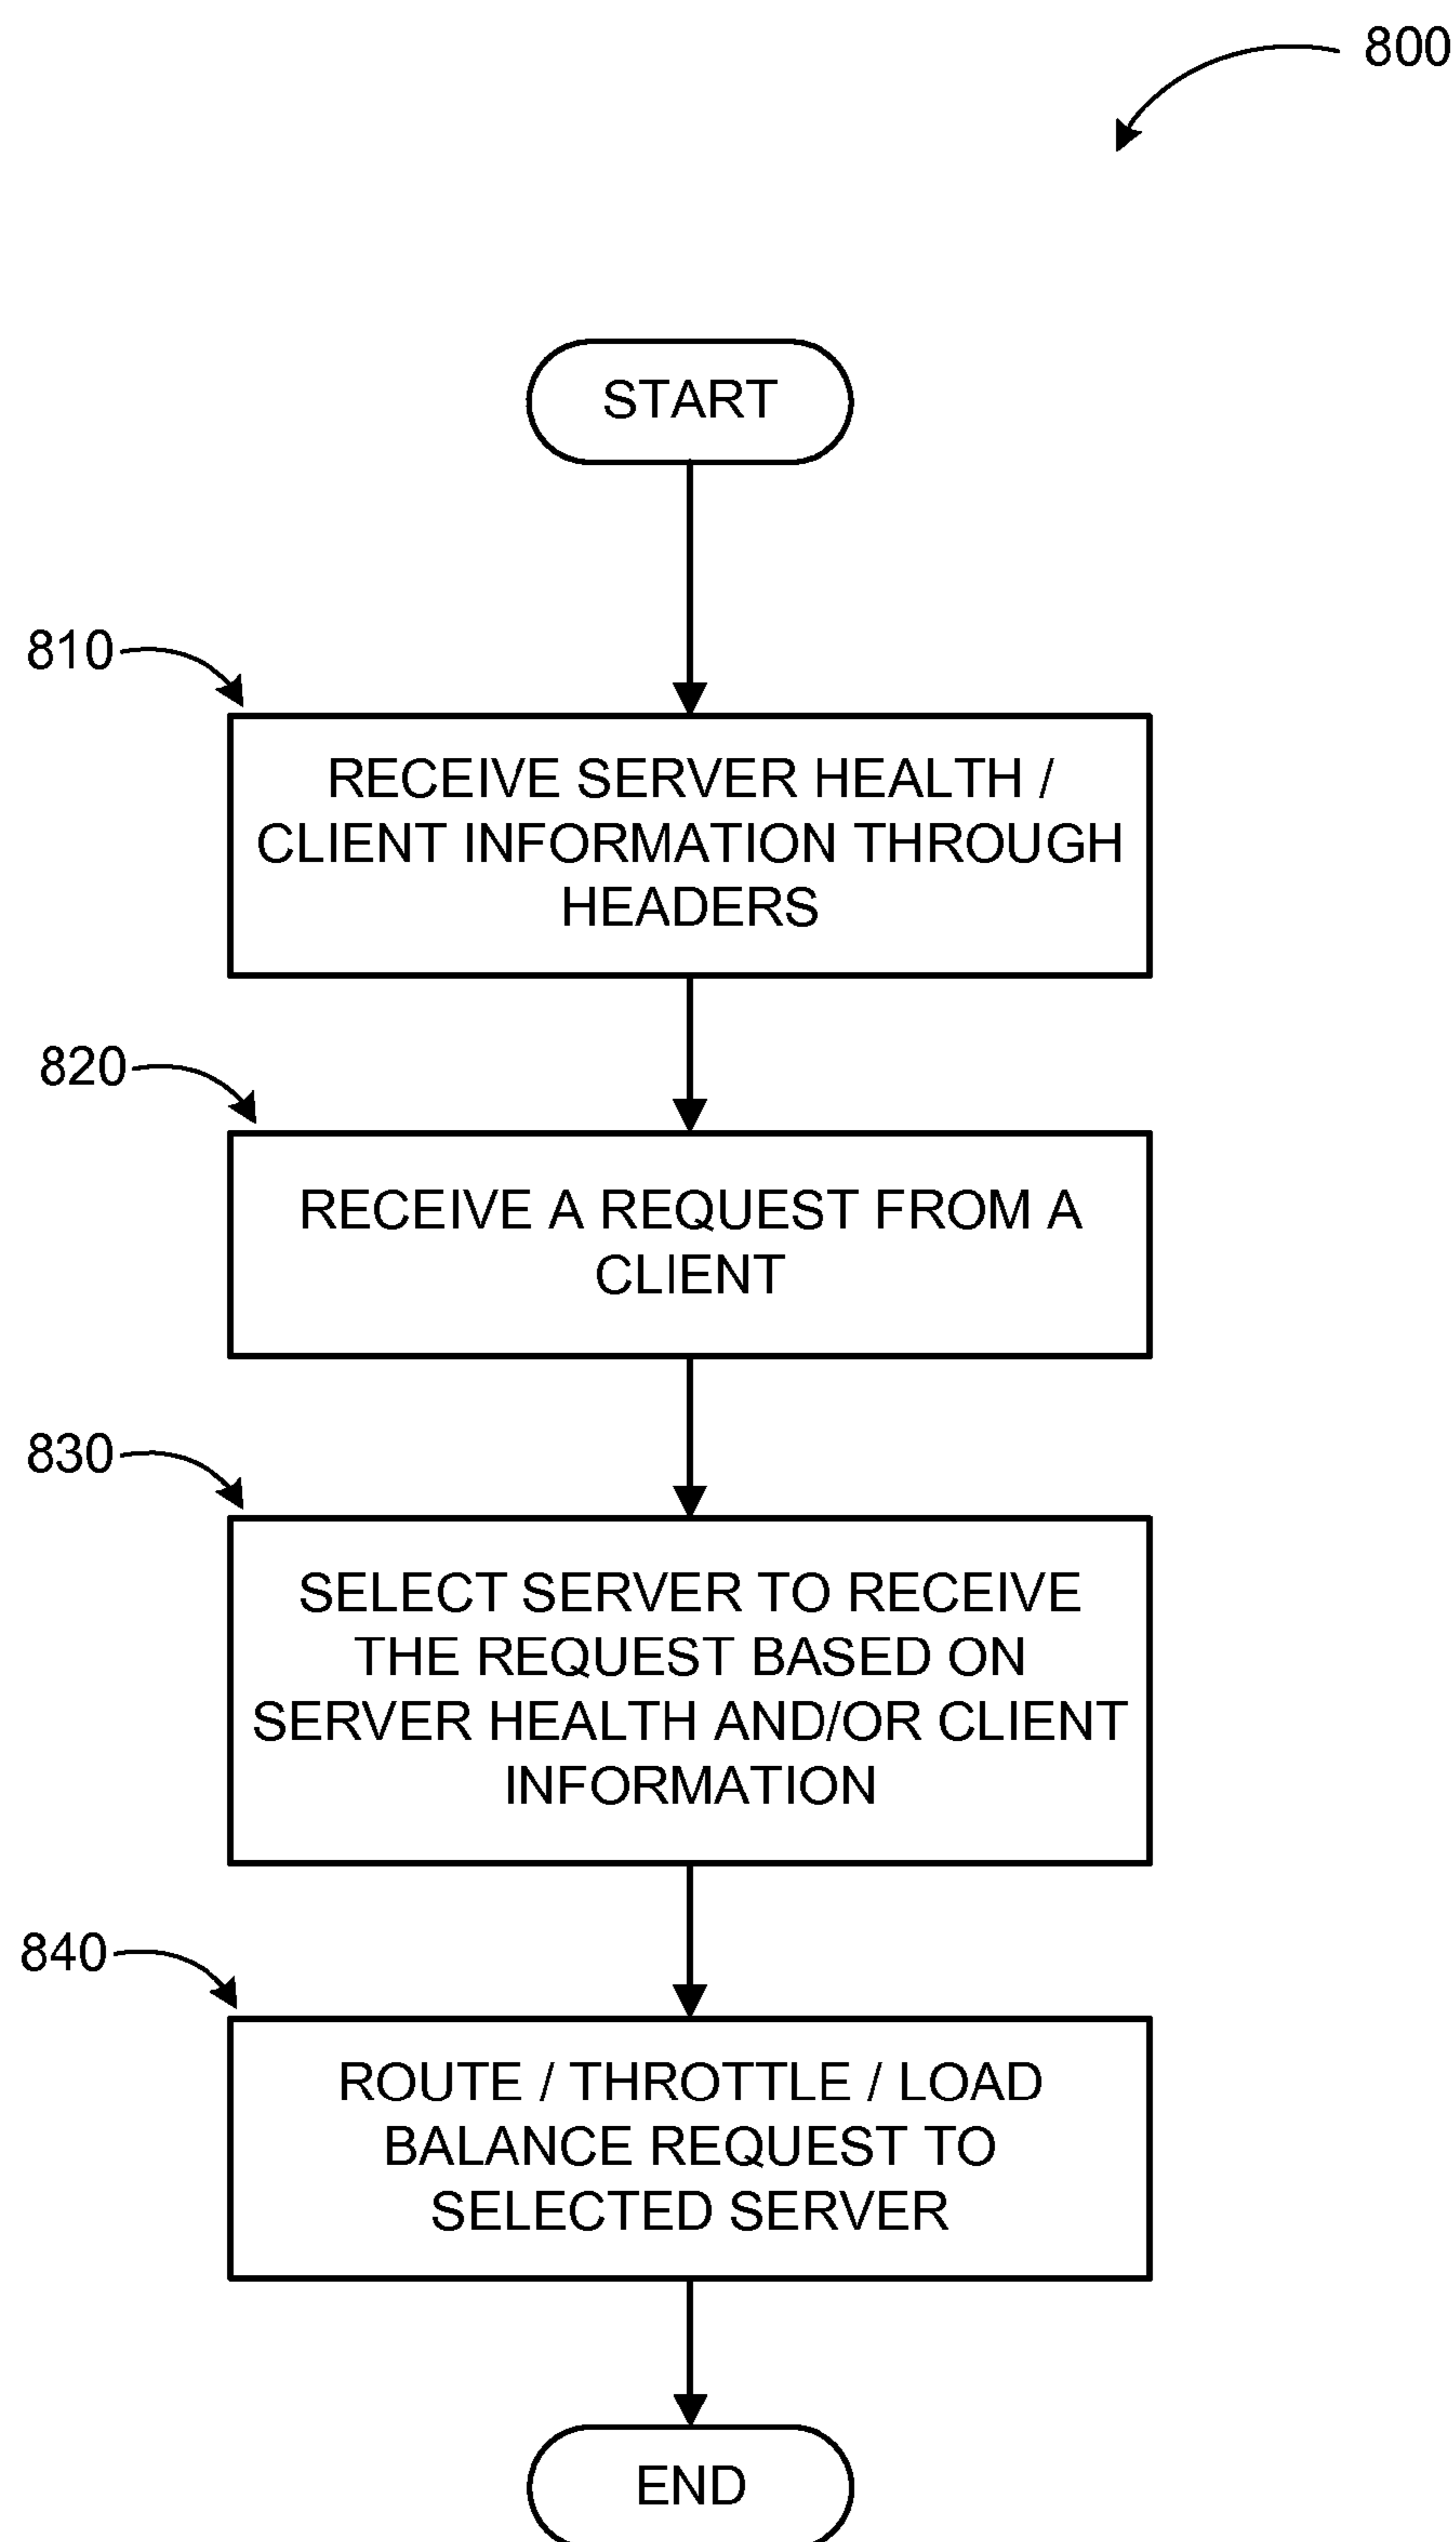 800
START
810
RECEIVE SERVER HEALTH /
CLIENT INFORMATION THROUGH
HEADERS
820
RECEIVE A REQUEST FROM A
CLIENT
830
SELECT SERVER TO RECEIVE
THE REQUEST BASED ON
SERVER HEALTH AND/OR CLIENT
INFORMATION
840
ROUTE / THROTTLE / LOAD
BALANCE REQUEST TO
SELECTED SERVER
END